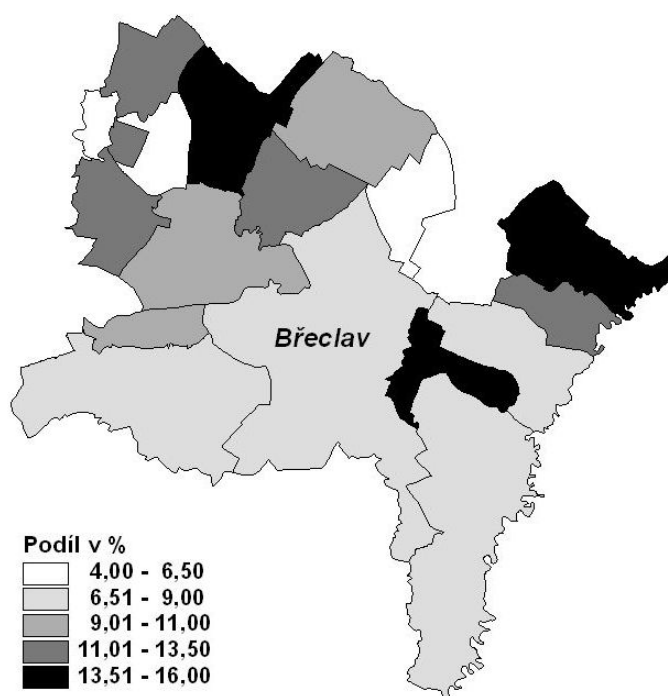 Břeclav
Podíl v %
4,00 - 6,50
6,51 - 9,00
9,01 - 11,00
11,01 - 13,50
13,51 - 16,00